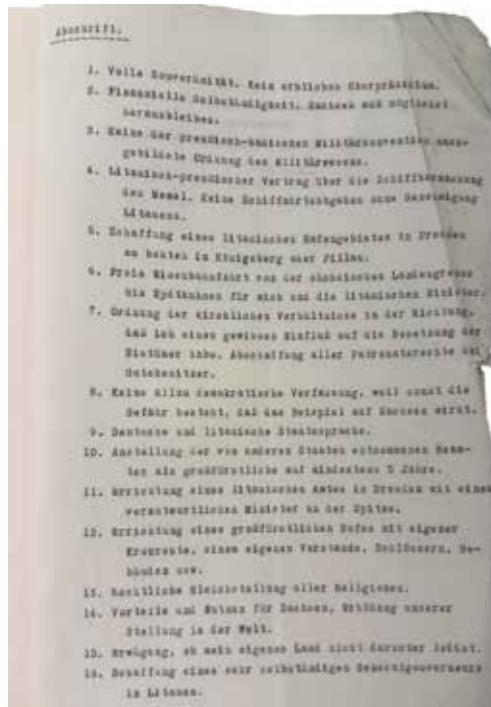 Abschrift.
1. Volle Souveränität. Kein erbliches Oberpräsidium.
2. Finanzielle Selbständigkeit. Sachsen muß möglichst
herausbleiben.
3. Keine der preußisch-badischen Militärkonvention nach-
gebildete Ordnung des Militärwesens.
4. Litauisch-preußischer Vertrag über die
den Memel. Keine Schiffahrtsabgaben ohne Genehmigung
Litauens.
5. Schaffung eines litauischen Hafengebietes in Preußen
am besten in Königsberg oder Pillau.
6. Freie Eisenbahnfahrt von der sächsischen Landesgrenze
bis Eydtkuhnen für mich und die litauischen Minister.
7. Ordnung der kirchlichen Verhältnisse in der Richtung,
daß ich einen gewissen Einfluß auf die Besetzung der
Bistümer habe. Abschaffung aller Patronatsrechte der
Gutsbesitzer.
8. Keine allzu demokratische Verfassung, weil sonst die
Gefahr besteht, daß das Beispiel auf Sachsen wirkt.
9. Deutsche und litauische Staatssprache.
10. Anstellung der von anderen Staaten entnommenen Beam-
ten als großfürstliche auf mindestens 5 Jahre.
11. Errichtung eines litauischen Amtes in Dresden mit einem
verantwortlichen Minister an der Spitze.
12. Errichtung eines großfürstlichen Hofes mit eigener
Kronrente, einem eigenen Vorstande, Schlössern, Ge-
bäuden usw.
13. Rechtliche Gleichstellung aller Religionen.
14. Vorteile und Nutzen für Sachsen, Erhöhung unserer
Stellung in der Welt.
15. Erwägung, ob mein eigenes Land nicht darunter leidet.
16. Schaffung eines sehr selbständigen Generalgouverneurs
in Litauen.